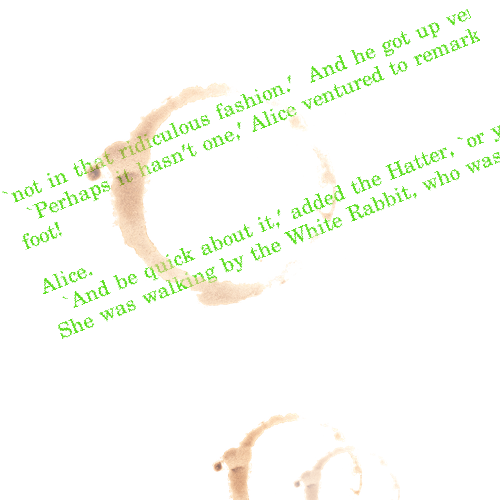 `not in that ridiculous fashion.' And he got up
`Perhaps it hasn't one,' Alice ventured to remark
foot!
Alice.
`And be quick about it,' added the Hatter, `or
She was walking by the White Rabbit, who was